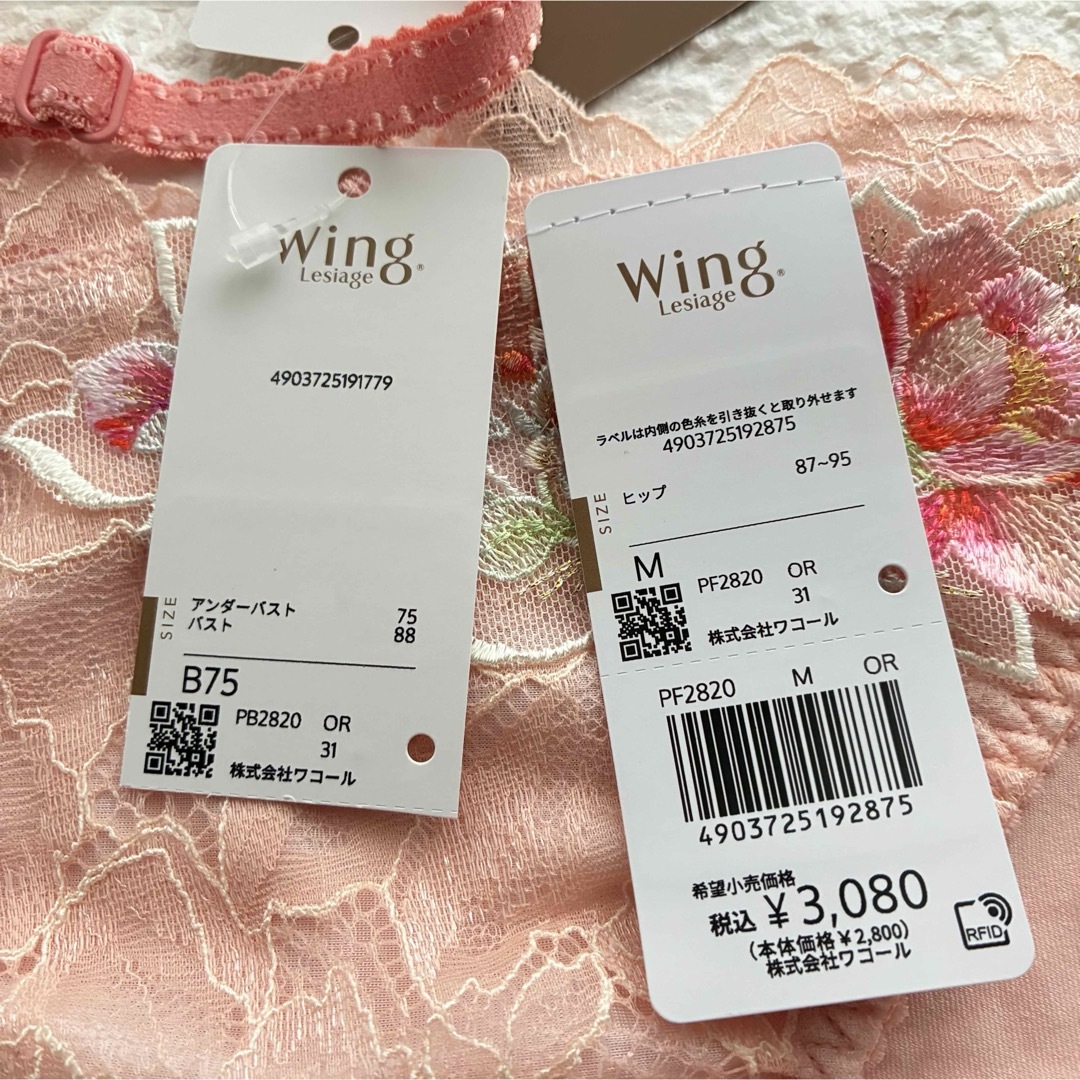 Wing
Lesiage®
4903725191779
SIZE
アンダーバスト 75
バスト 88
B75
PB2820 OR
31
株式会社ワコール
Wing
Lesiage®
ラベルは内側の色糸を引き抜くと取り外せます
4903725192875
87~95
SIZE
ヒップ
M
PF2820 OR
31
株式会社ワコール
PF2820 M OR
4903725192875
希望小売価格
税込 ¥3,080
(本体価格¥2,800)
株式会社ワコール
RFID